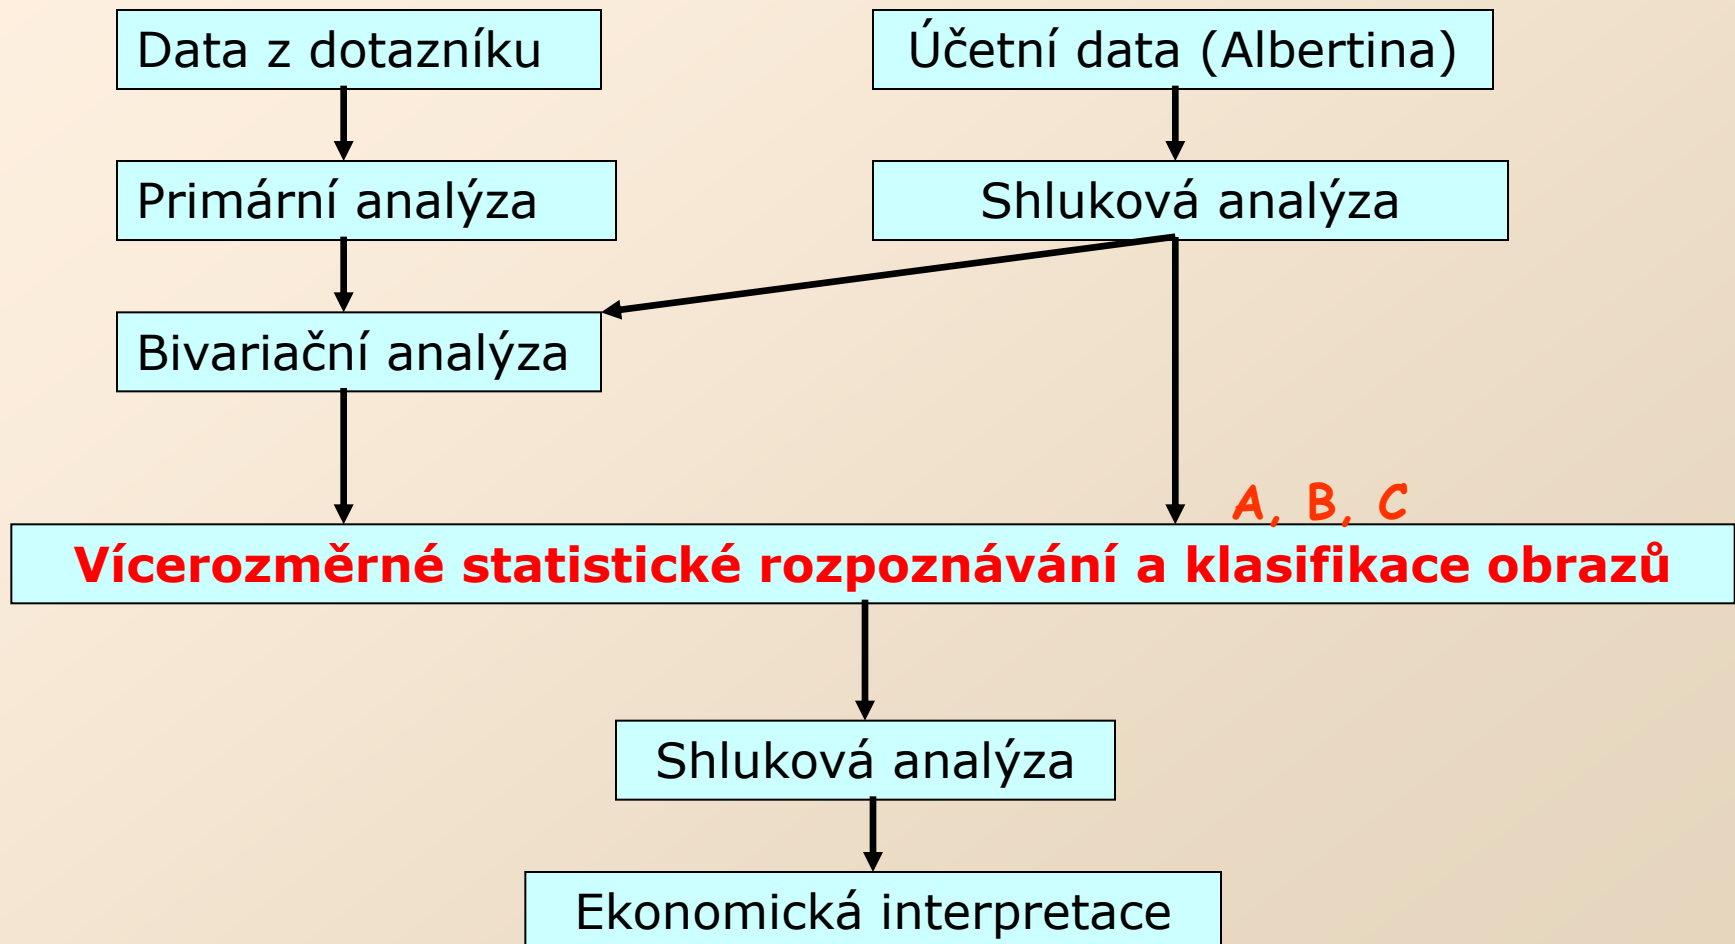 Data z dotazníku
Účetní data (Albertina)
Primární analýza
Shluková analýza
Bivariační analýza
A, B, C
Vícerozměrné statistické rozpoznávání a klasifikace obrazů
Shluková analýza
Ekonomická interpretace